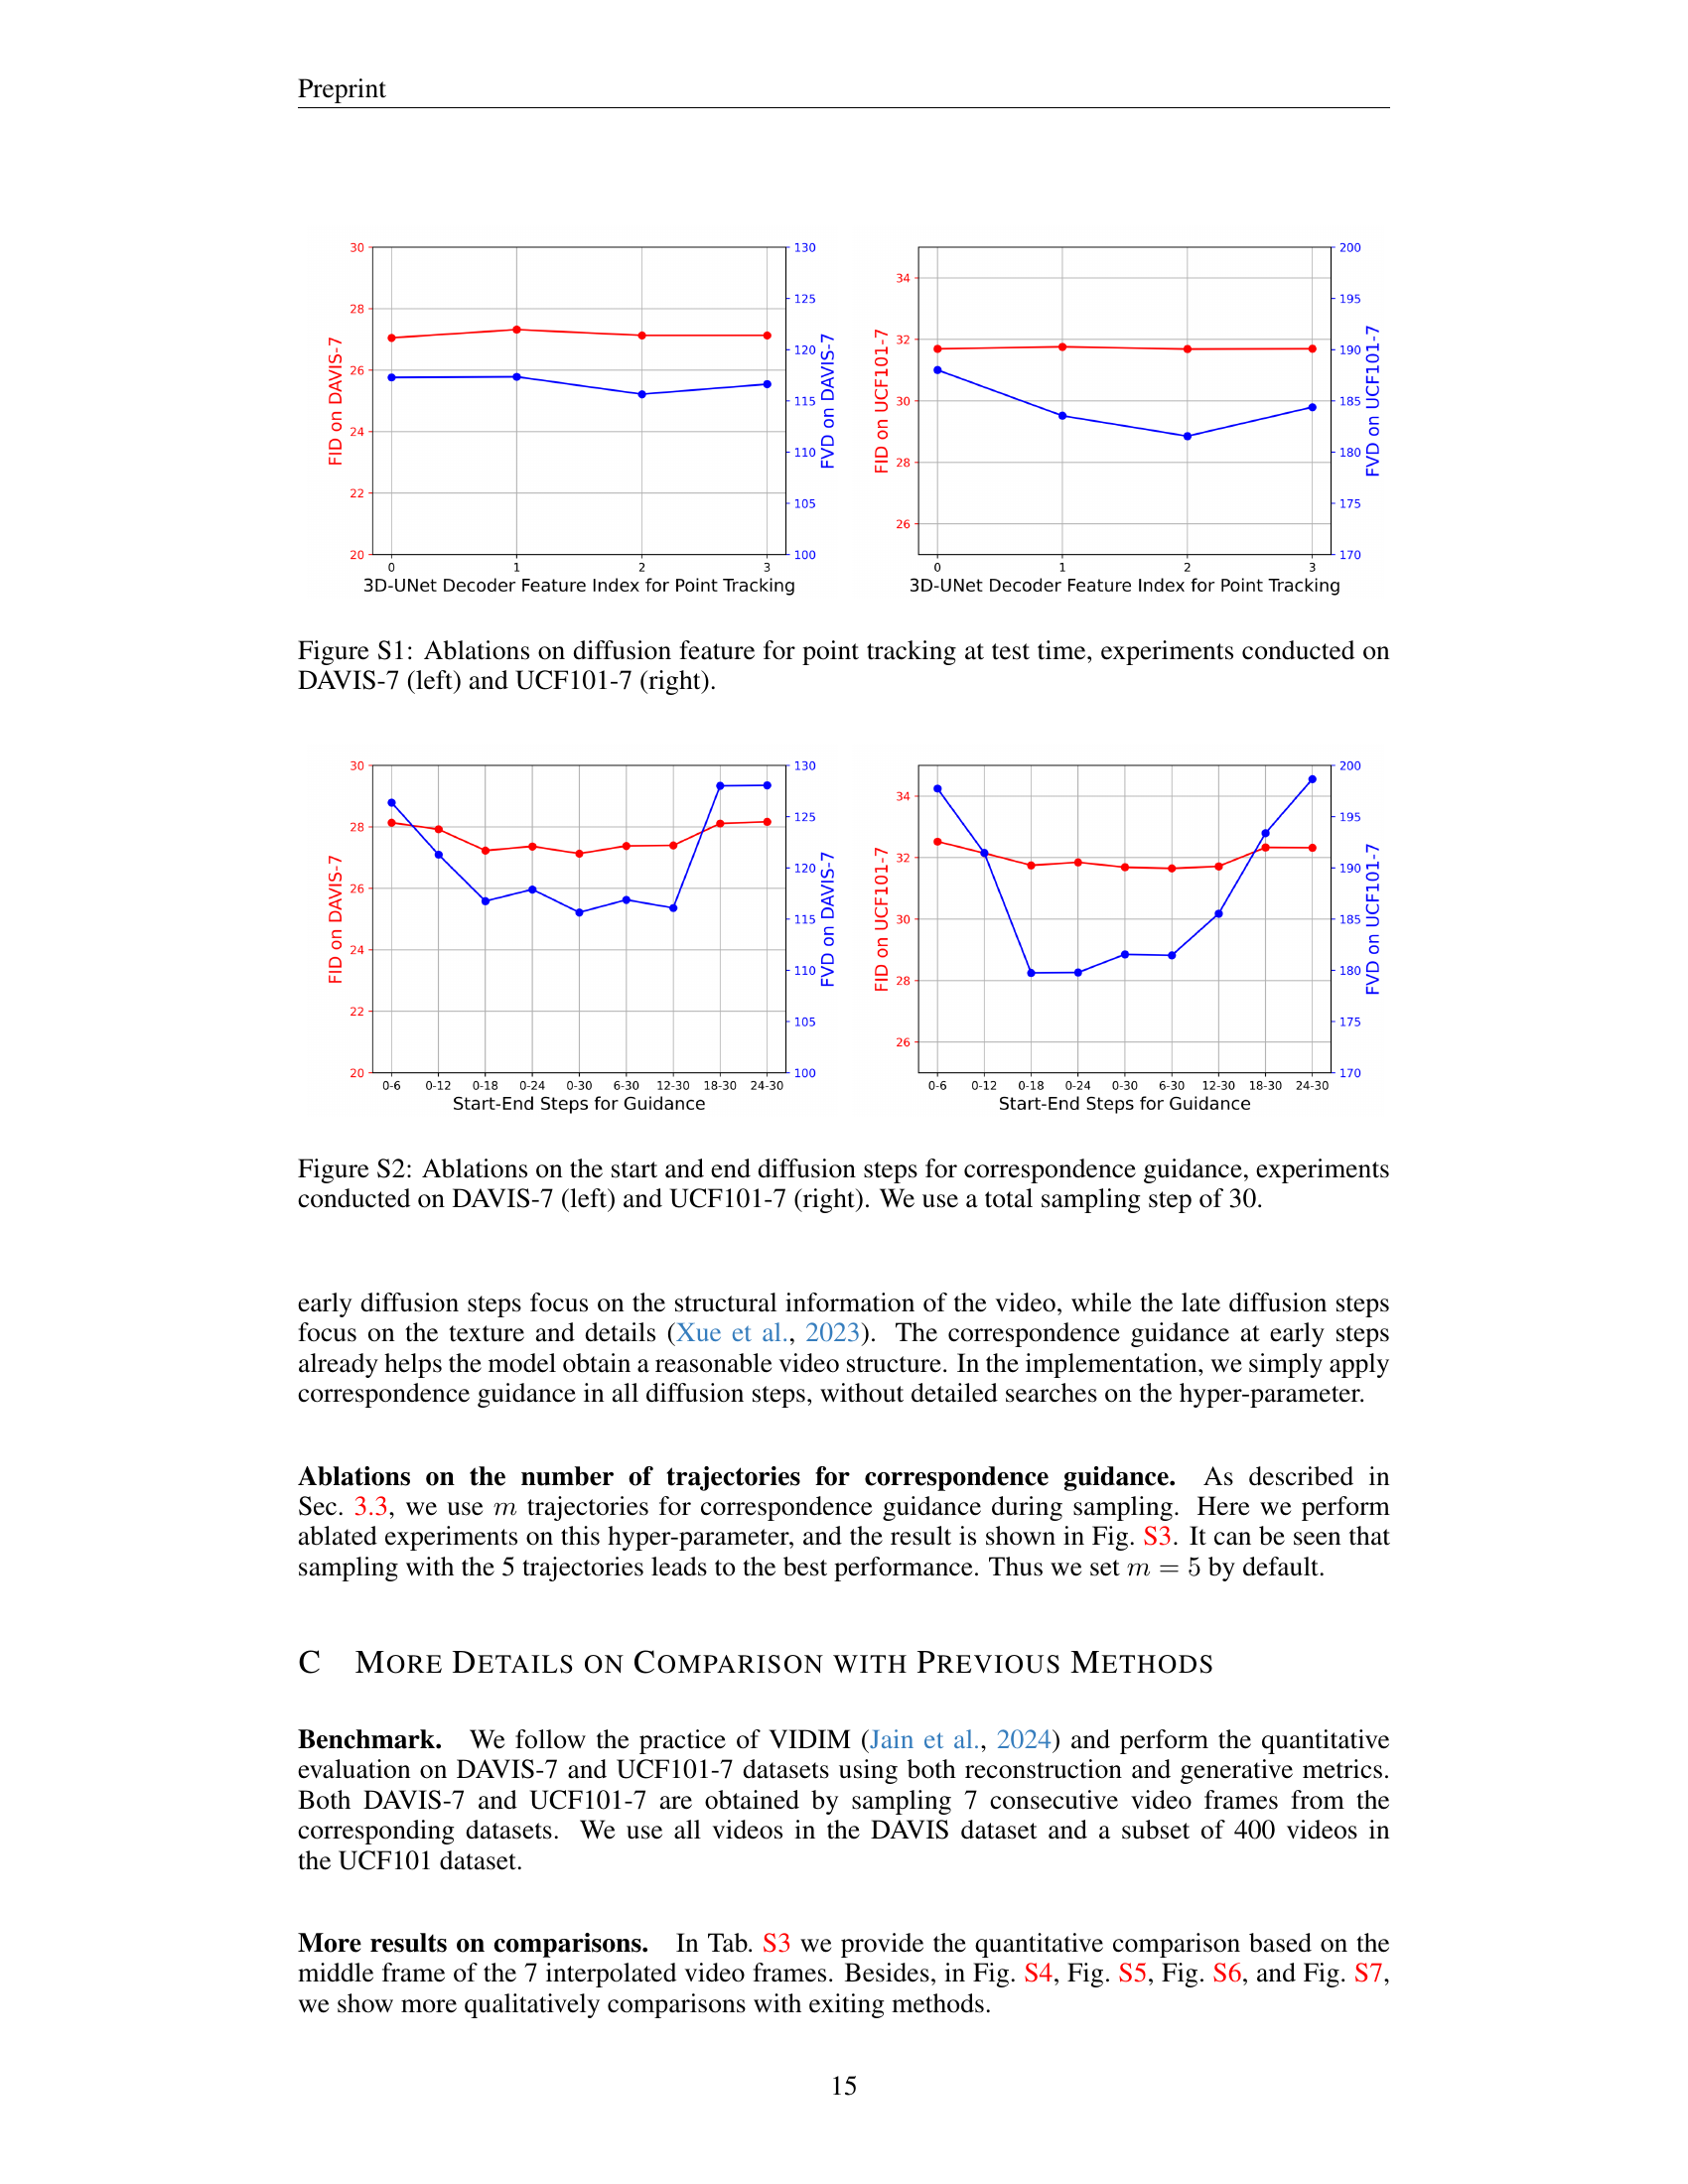 Preprint
30
28
26
24
22
20
FID on DAVIS-7
130
125
120
115
110
105
100
FVD on DAVIS-7
0 1 2 3
3D-UNet Decoder Feature Index for Point Tracking
34
32
30
28
26
FID on UCF101-7
200
195
190
185
180
175
170
FVD on UCF101-7
0 1 2 3
3D-UNet Decoder Feature Index for Point Tracking
Figure S1: Ablations on diffusion feature for point tracking at test time, experiments conducted on
DAVIS-7 (left) and UCF101-7 (right).
30
28
26
24
22
20
FID on DAVIS-7
130
125
120
115
110
105
100
FVD on DAVIS-7
0-6 0-12 0-18 0-24 0-30 6-30 12-30 18-30 24-30
Start-End Steps for Guidance
34
32
30
28
26
FID on UCF101-7
200
195
190
185
180
175
170
FVD on UCF101-7
0-6 0-12 0-18 0-24 0-30 6-30 12-30 18-30 24-30
Start-End Steps for Guidance
Figure S2: Ablations on the start and end diffusion steps for correspondence guidance, experiments
conducted on DAVIS-7 (left) and UCF101-7 (right). We use a total sampling step of 30.
early diffusion steps focus on the structural information of the video, while the late diffusion steps
focus on the texture and details (Xue et al., 2023). The correspondence guidance at early steps
already helps the model obtain a reasonable video structure. In the implementation, we simply apply
correspondence guidance in all diffusion steps, without detailed searches on the hyper-parameter.
Ablations on the number of trajectories for correspondence guidance. As described in
Sec. 3.3, we use m trajectories for correspondence guidance during sampling. Here we perform
ablated experiments on this hyper-parameter, and the result is shown in Fig. S3. It can be seen that
sampling with the 5 trajectories leads to the best performance. Thus we set m = 5 by default.
C MORE DETAILS ON COMPARISON WITH PREVIOUS METHODS
Benchmark. We follow the practice of VIDIM (Jain et al., 2024) and perform the quantitative
evaluation on DAVIS-7 and UCF101-7 datasets using both reconstruction and generative metrics.
Both DAVIS-7 and UCF101-7 are obtained by sampling 7 consecutive video frames from the
corresponding datasets. We use all videos in the DAVIS dataset and a subset of 400 videos in
the UCF101 dataset.
More results on comparisons. In Tab. S3 we provide the quantitative comparison based on the
middle frame of the 7 interpolated video frames. Besides, in Fig. S4, Fig. S5, Fig. S6, and Fig. S7,
we show more qualitatively comparisons with exiting methods.
15